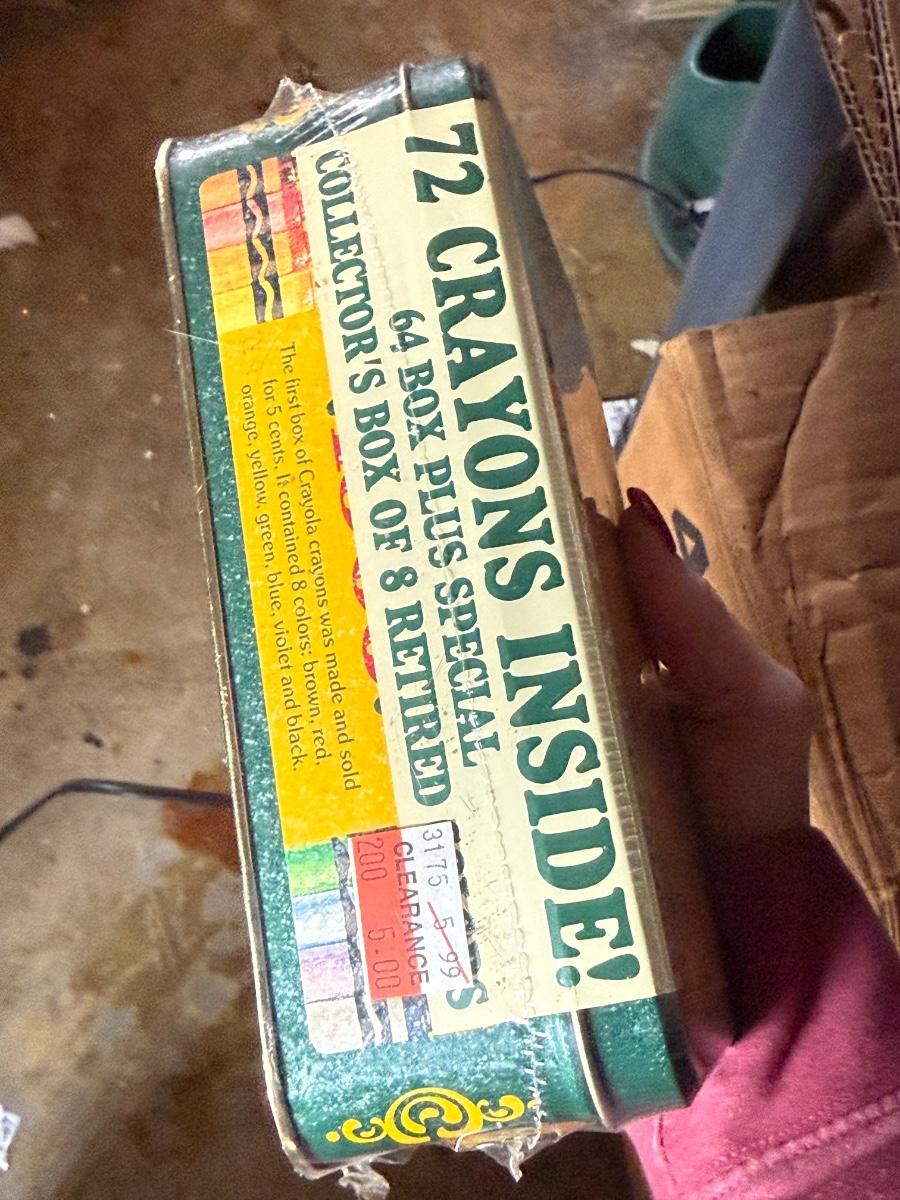 72 CRAYONS INSIDE!
64 BOX PLUS SPECIAL
COLLECTOR'S BOX OF 8 RETIRED
The first box of Crayola crayons was made and sold
for 5 cents. It contained 8 colors: brown, red,
orange, yellow, green, blue, violet and black.
3175 5.99
CLEARANCE
200 5.00